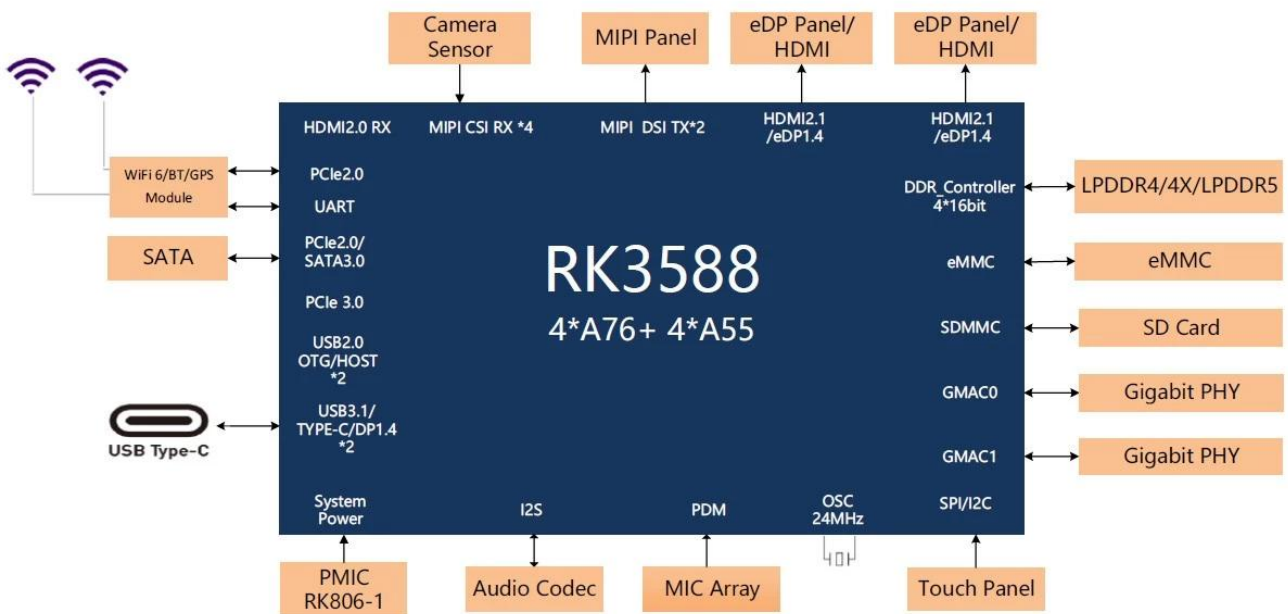 Camera
Sensor
MIPI Panel
eDP Panel/
HDMI
eDP Panel/
HDMI
HDMI2.0 RX
MIPI CSI RX *4
MIPI DSI TX*2
HDMI2.1
/eDP1.4
HDMI2.1
/eDP1.4
WiFi 6/BT/GPS
Module
PCIe2.0
UART
DDR_Controller
4*16bit
LPDDR4/4X/LPDDR5
SATA
PCIe2.0/
SATA3.0
RK3588
4*A76+ 4*A55
eMMC
eMMC
PCIe 3.0
SDMMC
SD Card
USB2.0
OTG/HOST
*2
GMAC0
Gigabit PHY
USB Type-C
USB3.1/
TYPE-C/DP1.4
*2
GMAC1
Gigabit PHY
System
Power
I2S
PDM
OSC
24MHz
SPI/I2C
PMIC
RK806-1
Audio Codec
MIC Array
Touch Panel